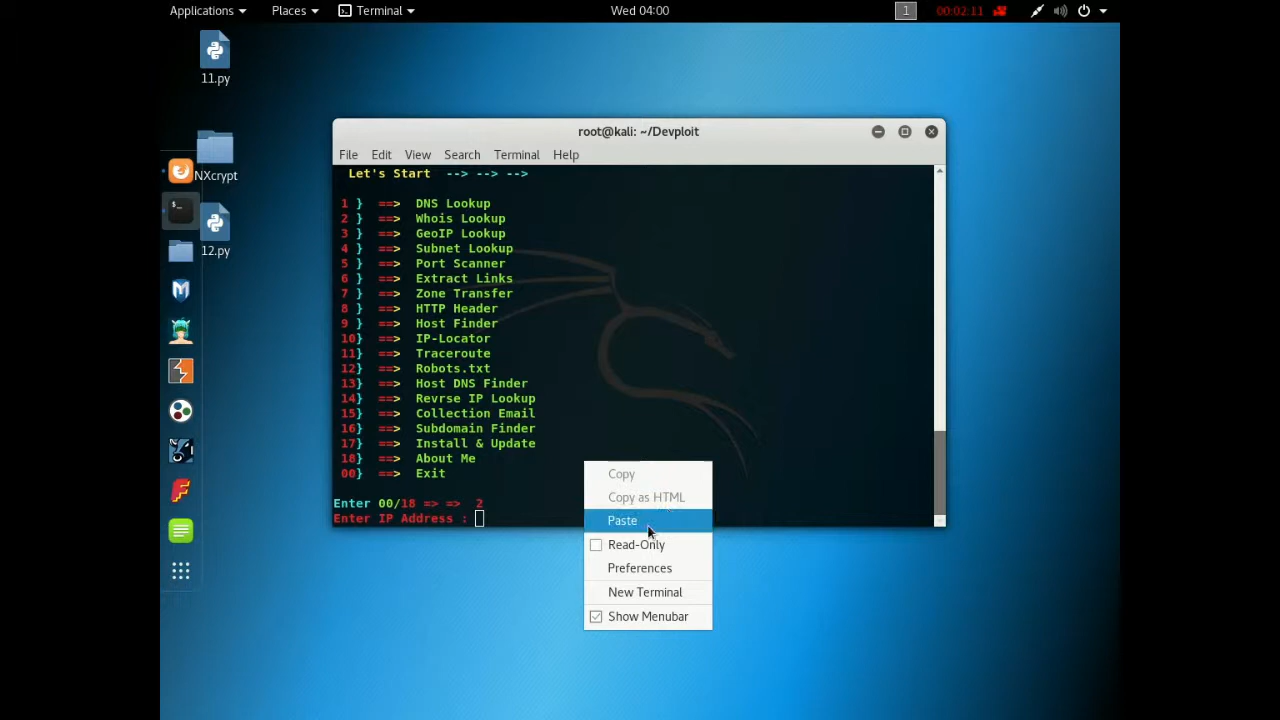 Applications
Places
Terminal
Wed 04:00
1
00:02:11
11.py
NXcrypt
12.py
root@kali: ~/Devploit
File Edit View Search Terminal Help
Let's Start --> --> -->
1 } ==> DNS Lookup
2 } ==> Whois Lookup
3 } ==> GeoIP Lookup
4 } ==> Subnet Lookup
5 } ==> Port Scanner
6 } ==> Extract Links
7 } ==> Zone Transfer
8 } ==> HTTP Header
9 } ==> Host Finder
10} ==> IP-Locator
11} ==> Traceroute
12} ==> Robots.txt
13} ==> Host DNS Finder
14} ==> Revrse IP Lookup
15} ==> Collection Email
16} ==> Subdomain Finder
17} ==> Install & Update
18} ==> About Me
00} ==> Exit
Enter 00/18 => => 2
Enter IP Address :
Copy
Copy as HTML
Paste
Read-Only
Preferences
New Terminal
Show Menubar